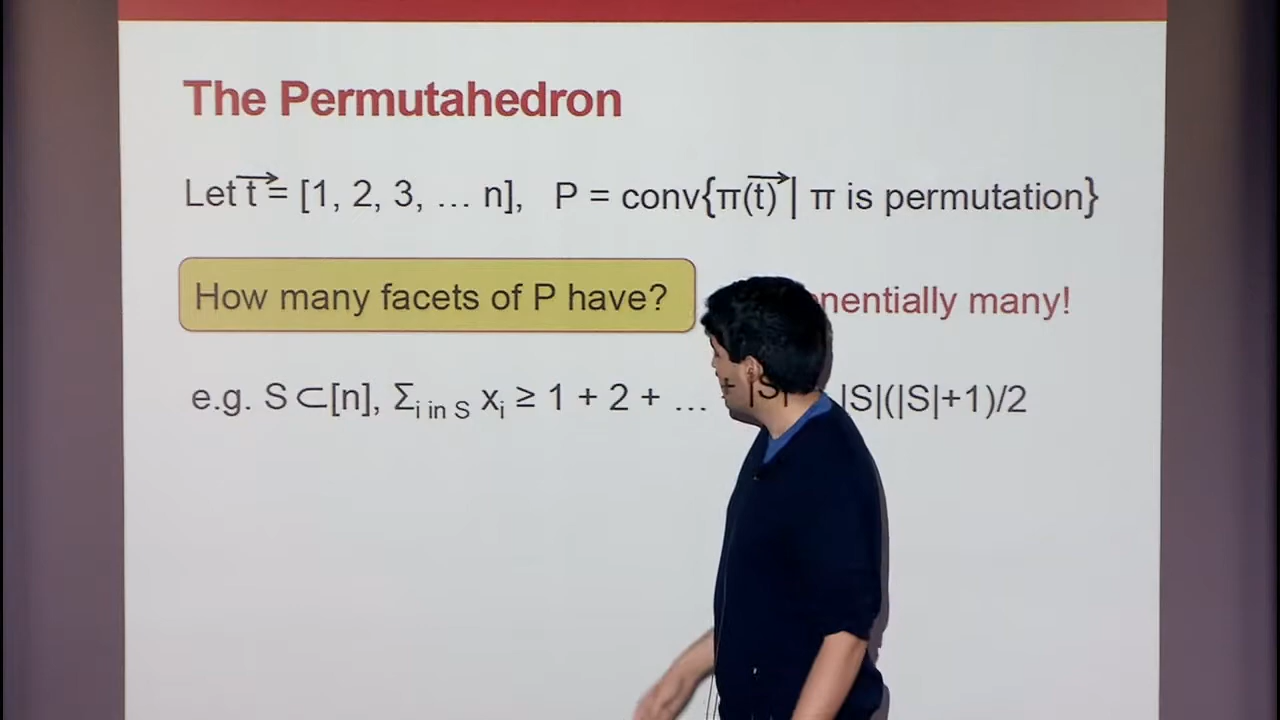 The Permutahedron
Let t = [1, 2, 3, … n], P = conv{π(t) | π is permutation}
How many facets of P have?
nentially many!
e.g. S ⊂ [n], Σi in S xi ≥ 1 + 2 + … + |S| |S|(|S|+1)/2